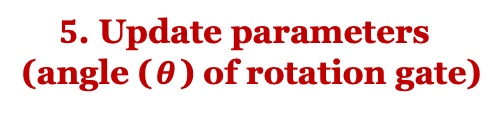 5. Update parameters
(angle (θ) of rotation gate)